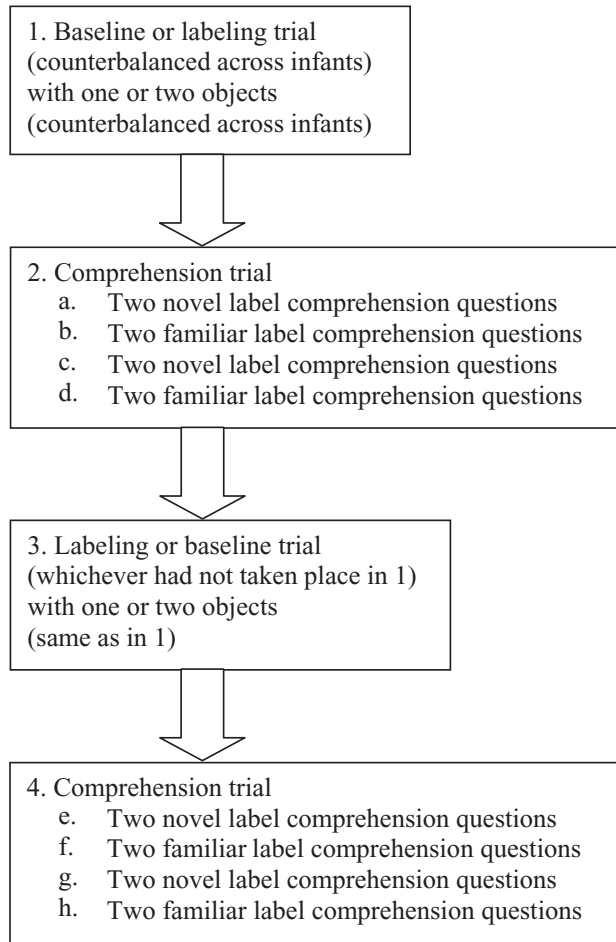 1. Baseline or labeling trial
(counterbalanced across infants)
with one or two objects
(counterbalanced across infants)
2. Comprehension trial
a. Two novel label comprehension questions
b. Two familiar label comprehension questions
c. Two novel label comprehension questions
d. Two familiar label comprehension questions
3. Labeling or baseline trial
(whichever had not taken place in 1)
with one or two objects
(same as in 1)
4. Comprehension trial
e. Two novel label comprehension questions
f. Two familiar label comprehension questions
g. Two novel label comprehension questions
h. Two familiar label comprehension questions